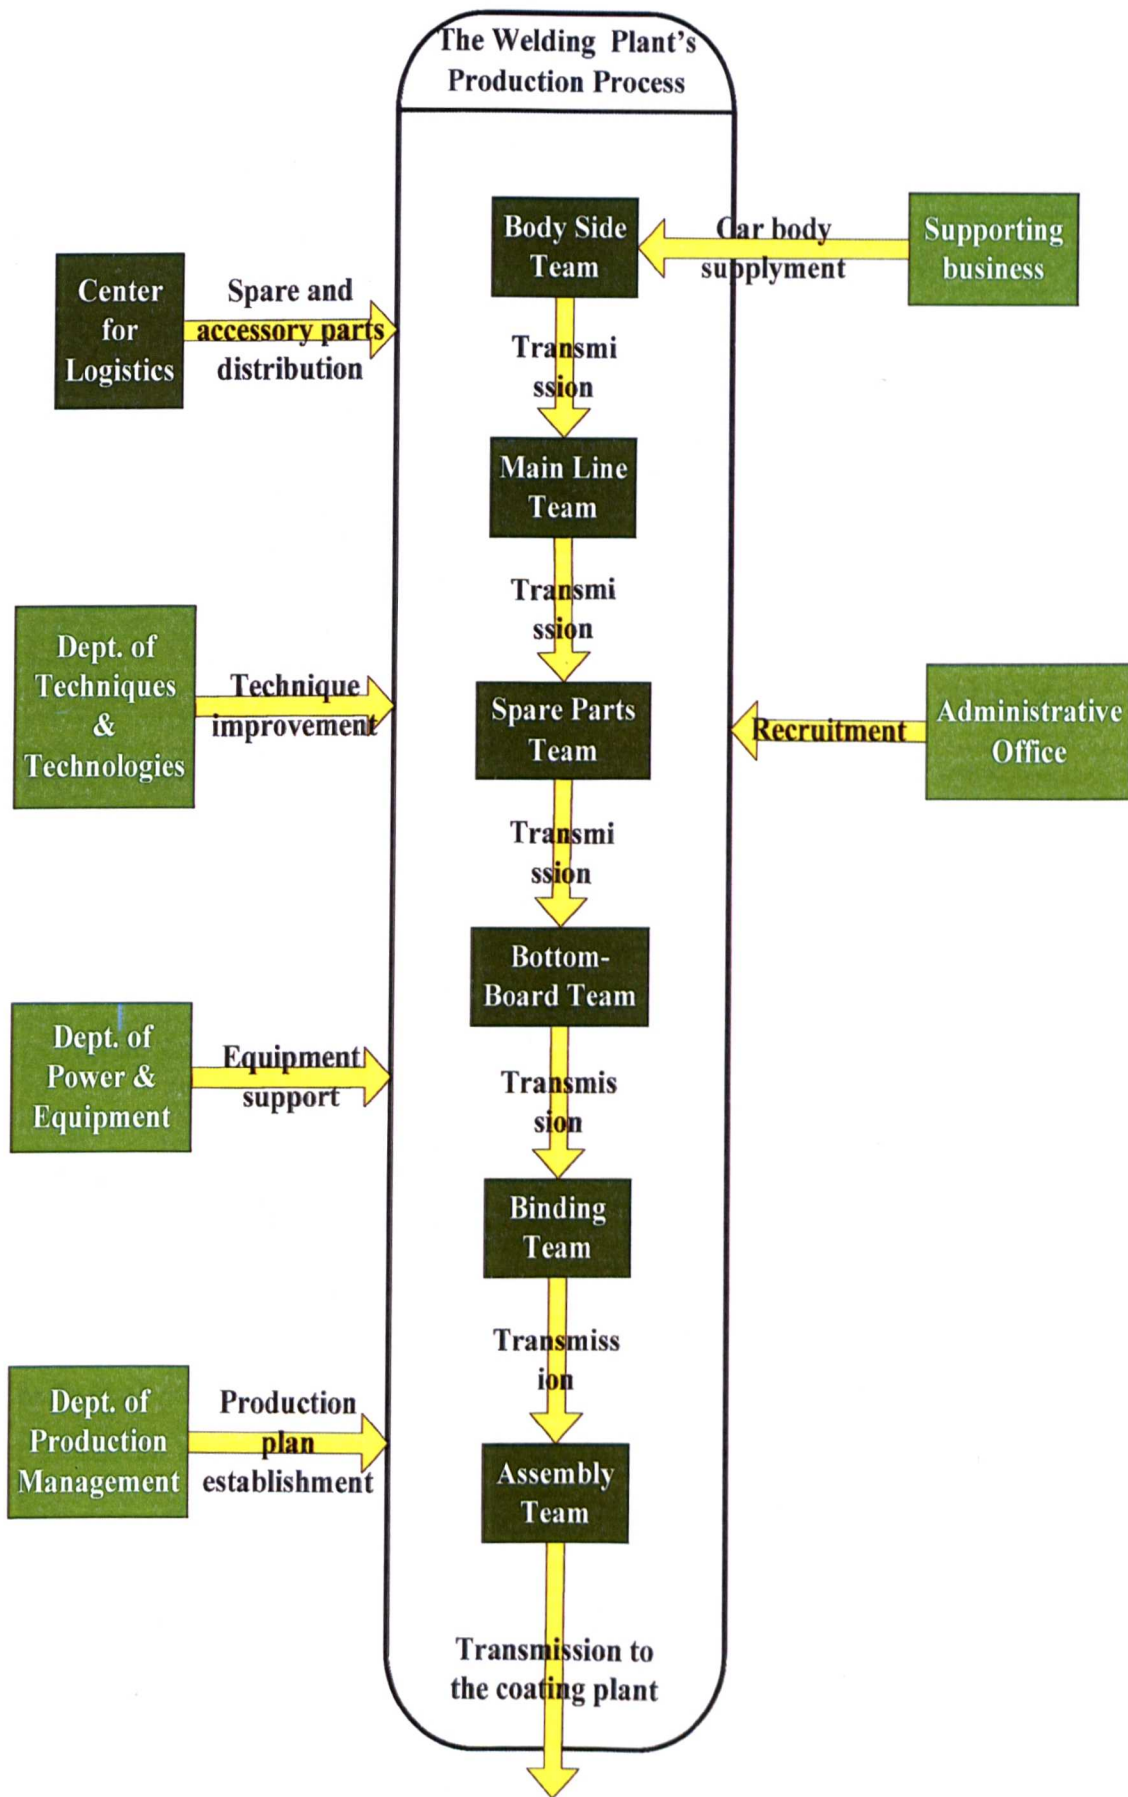 The Welding Plant's
Production Process
Body Side
Team
Car body
supplyment
Supporting
business
Center
for
Logistics
Spare and
accessory parts
distribution
Transmi
ssion
Main Line
Team
Transmi
ssion
Dept. of
Techniques
&
Technologies
Technique
improvement
Spare Parts
Team
Recruitment
Administrative
Office
Transmi
ssion
Bottom-
Board Team
Dept. of
Power &
Equipment
Equipment
support
Transmis
sion
Binding
Team
Transmiss
ion
Dept. of
Production
Management
Production
plan
establishment
Assembly
Team
Transmission to
the coating plant